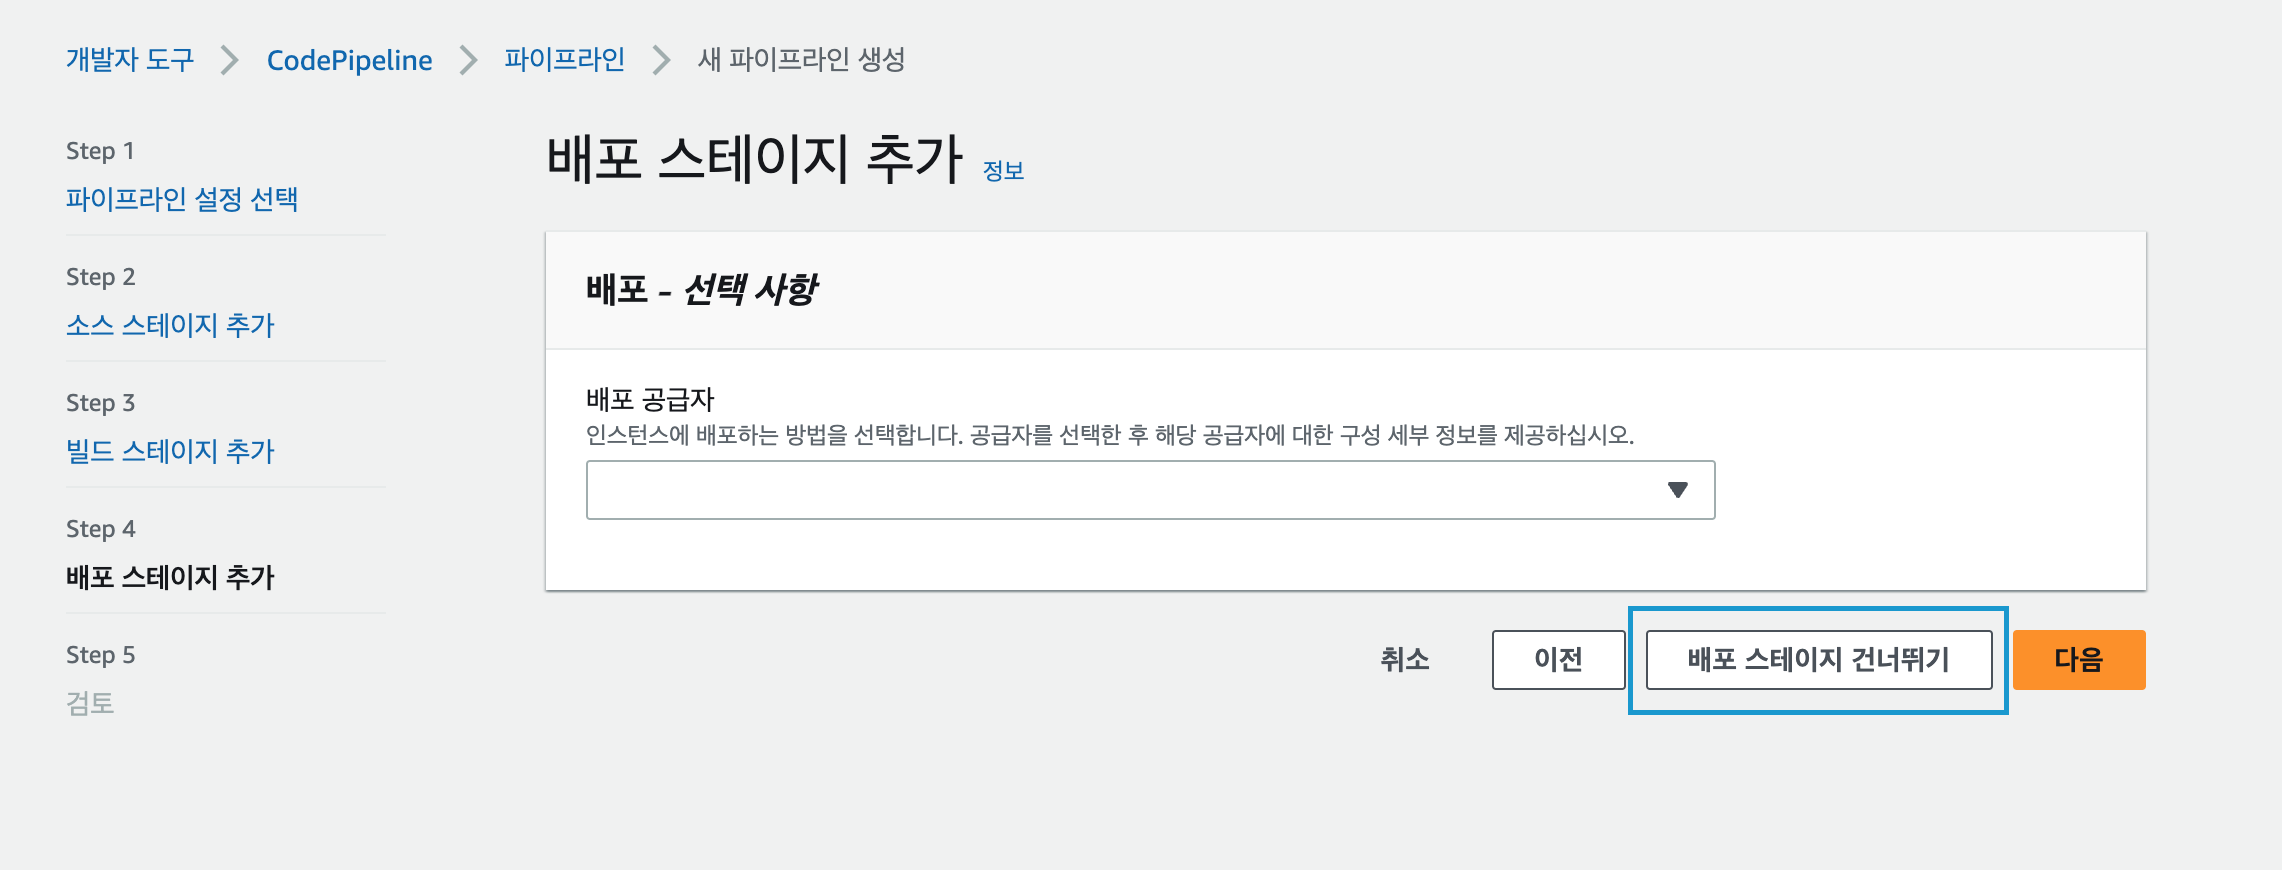 개발자 도구 > CodePipeline > 파이프라인 > 새 파이프라인 생성
Step 1
파이프라인 설정 선택
Step 2
소스 스테이지 추가
Step 3
빌드 스테이지 추가
Step 4
배포 스테이지 추가
Step 5
검토
배포 스테이지 추가 정보
배포 - 선택 사항
배포 공급자
인스턴스에 배포하는 방법을 선택합니다. 공급자를 선택한 후 해당 공급자에 대한 구성 세부 정보를 제공하십시오.
취소 이전 배포 스테이지 건너뛰기 다음